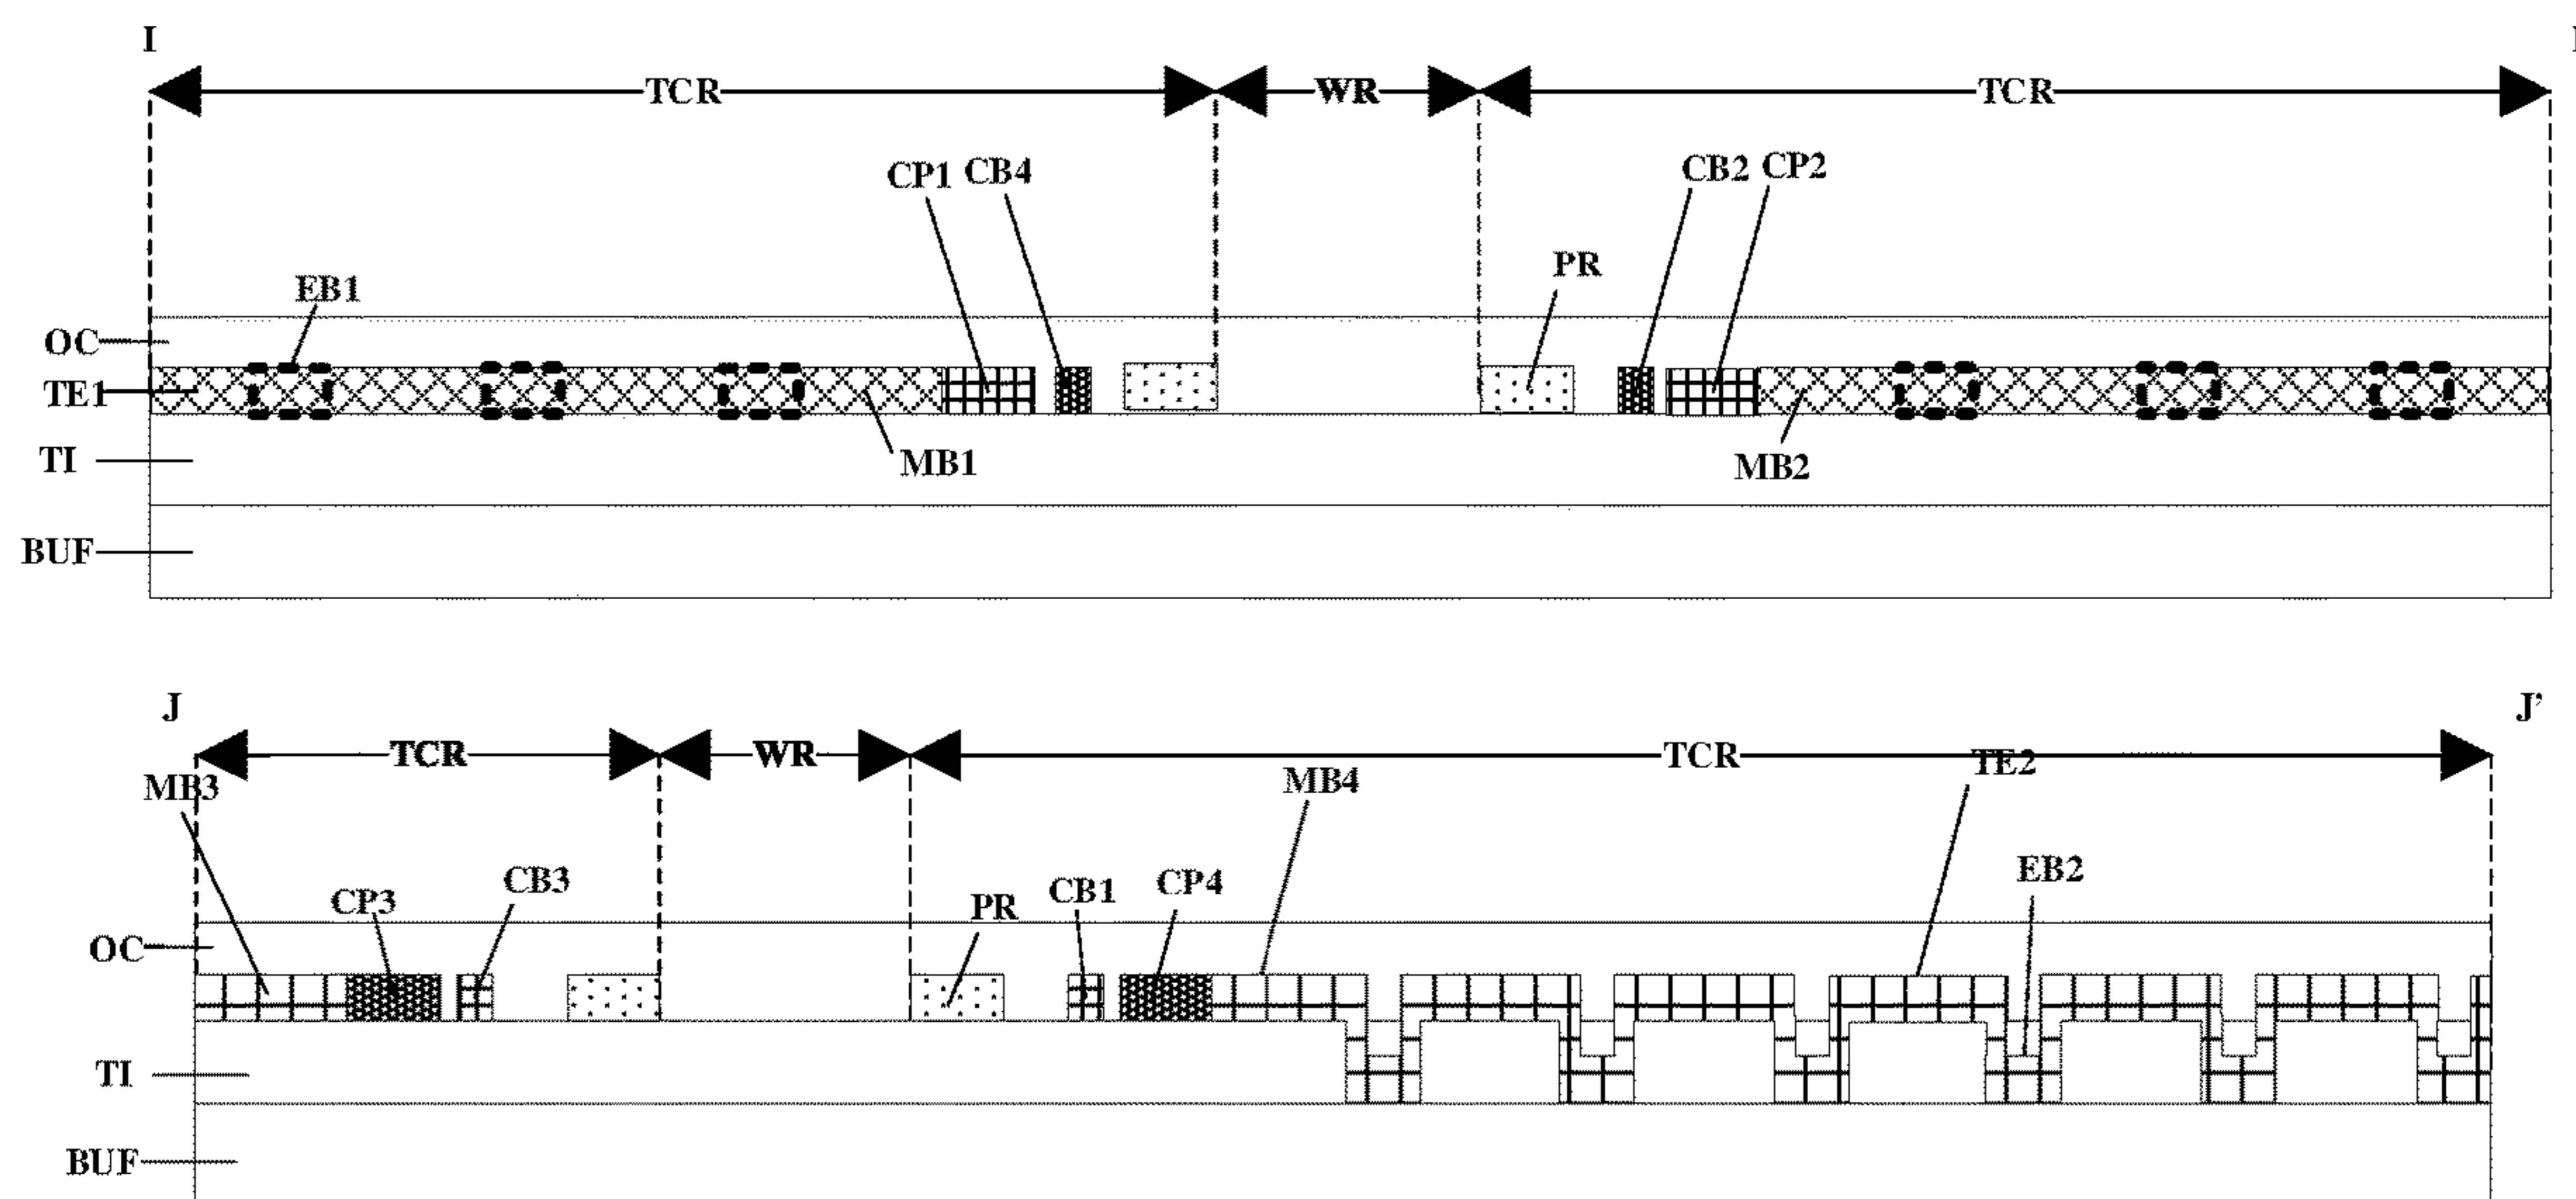 I
TCR WR TCR
CP1 CB4 CB2 CP2
PR
EB1
OC
TE1
TI MB1 MB2
BUF
J J’
TCR WR TCR TE2
MB3 MB4
CP3 CB3 PR CB1 CP4 EB2
OC
TI
BUF